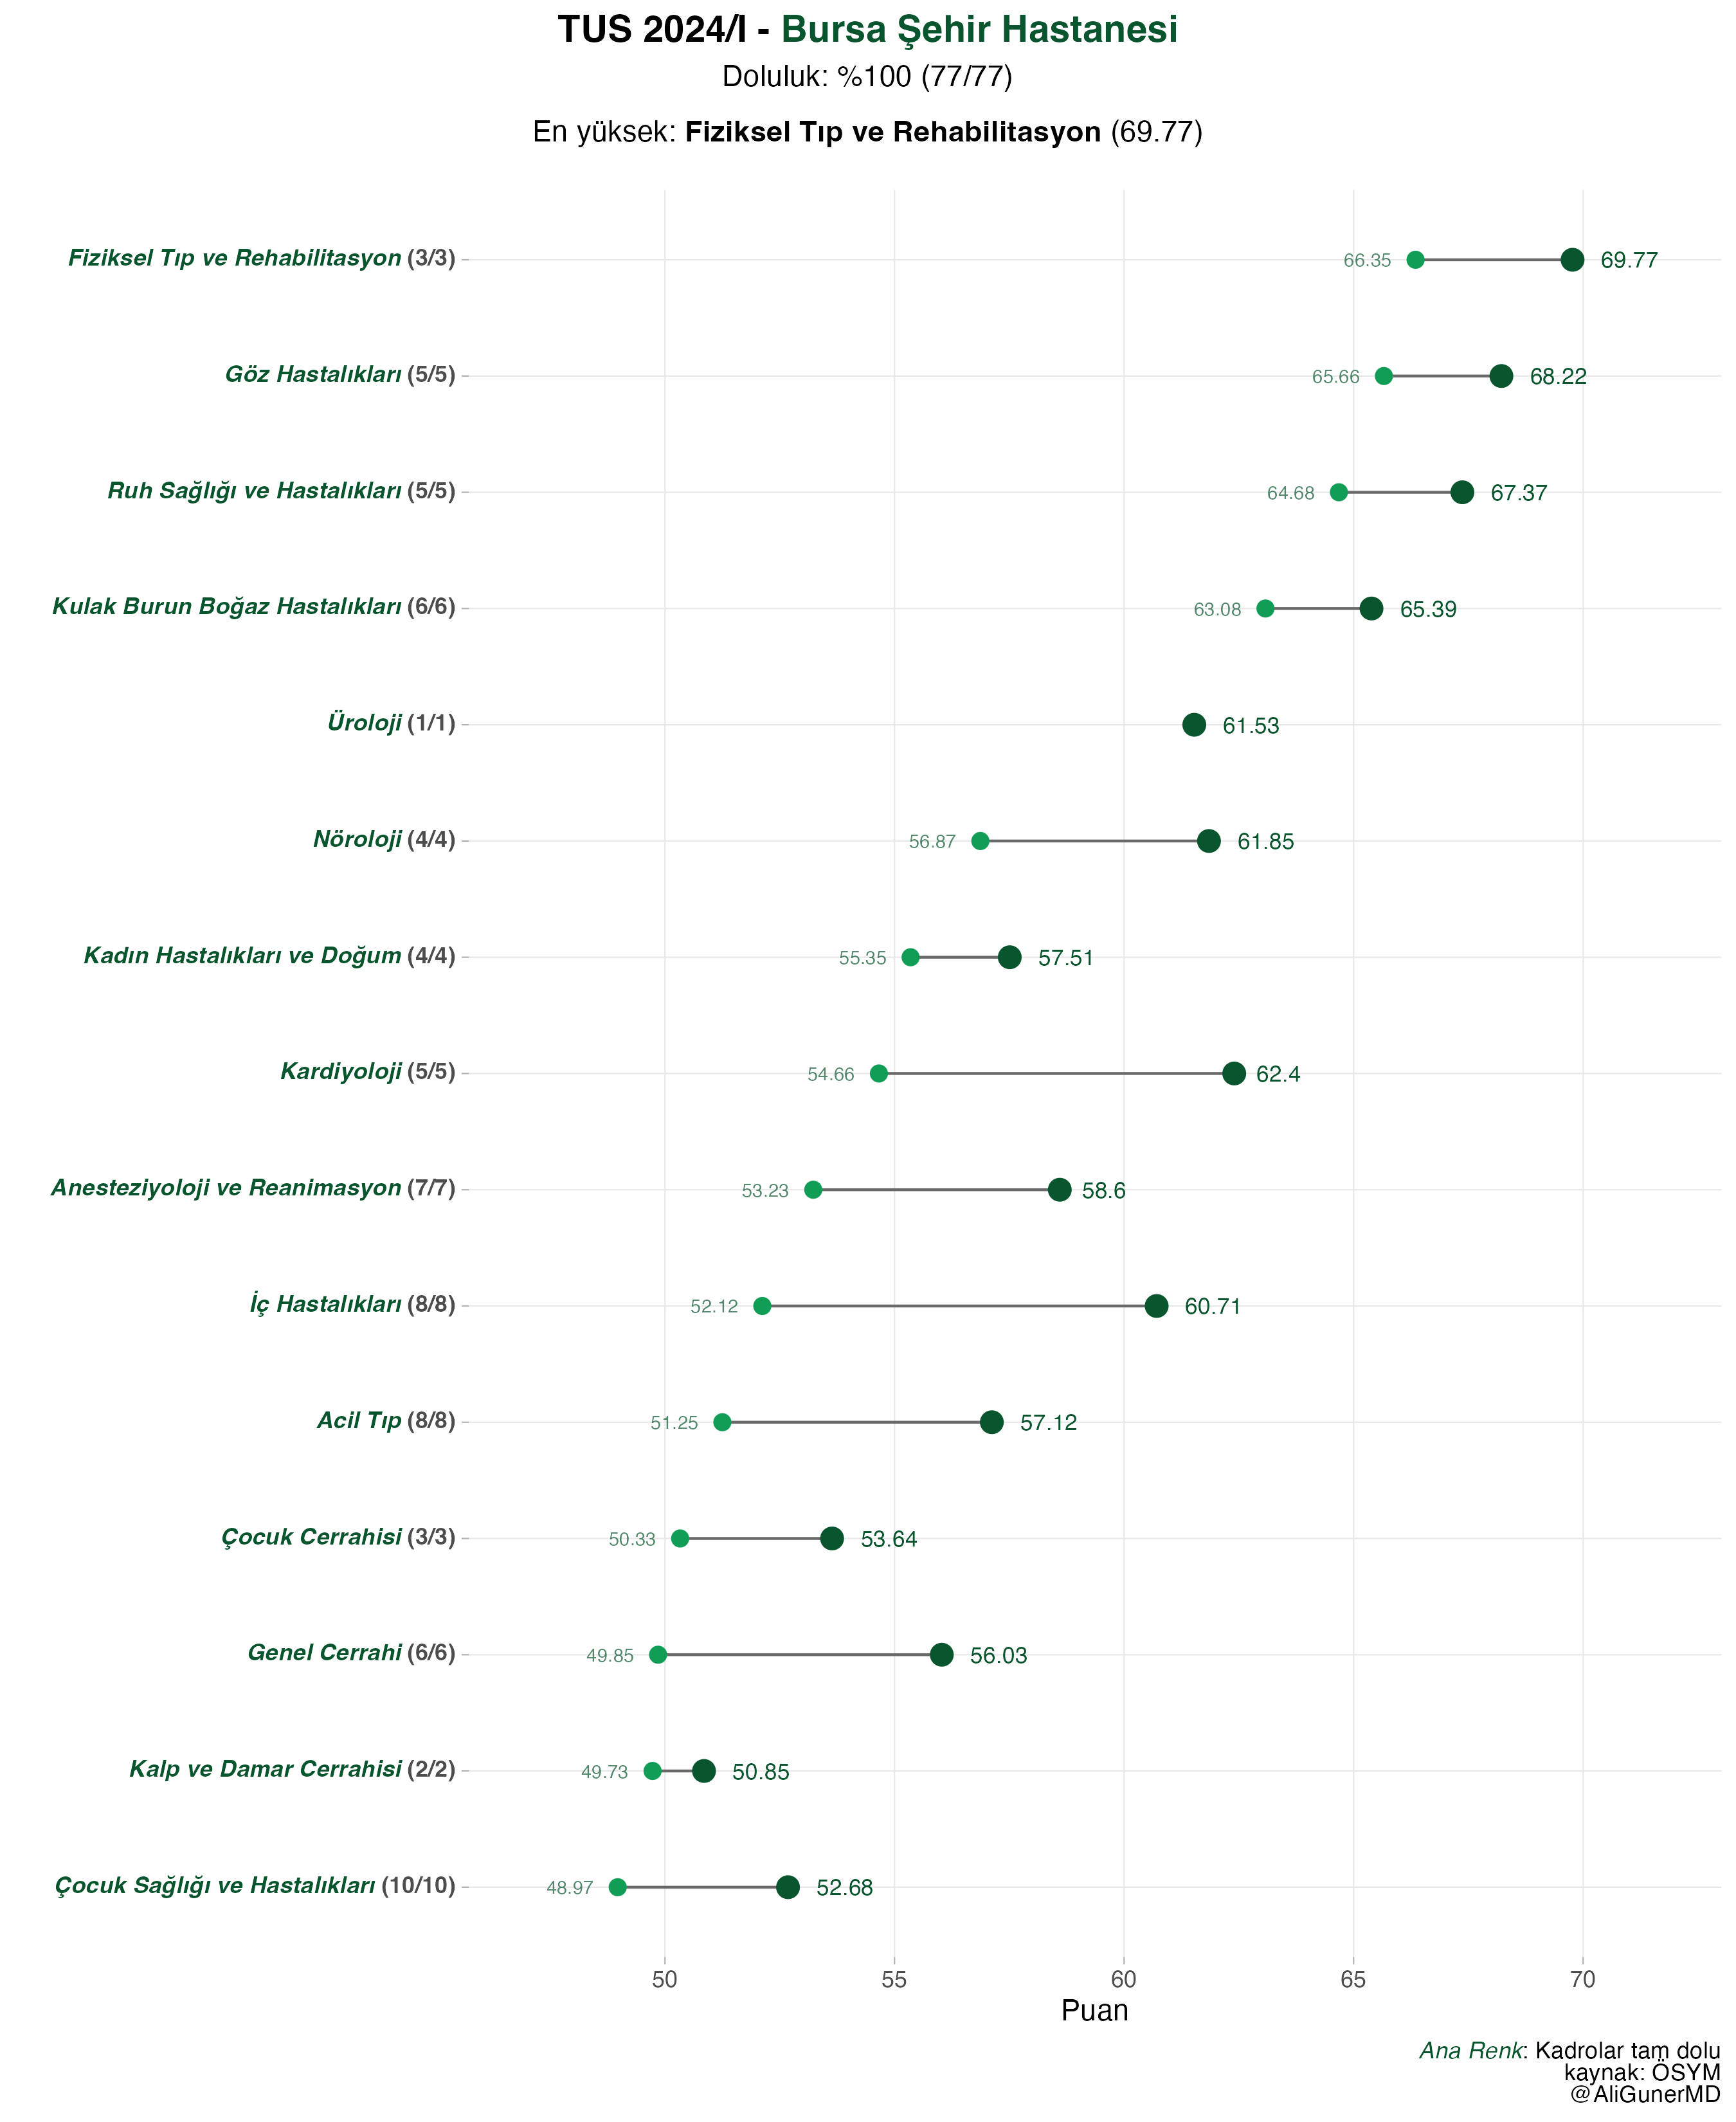 TUS 2024/I - Bursa Şehir Hastanesi
Doluluk: %100 (77/77)
En yüksek: Fiziksel Tıp ve Rehabilitasyon (69.77)
Fiziksel Tıp ve Rehabilitasyon (3/3) 66.35 69.77
Göz Hastalıkları (5/5) 65.66 68.22
Ruh Sağlığı ve Hastalıkları (5/5) 64.68 67.37
Kulak Burun Boğaz Hastalıkları (6/6) 63.08 65.39
Üroloji (1/1) 61.53
Nöroloji (4/4) 56.87 61.85
Kadın Hastalıkları ve Doğum (4/4) 55.35 57.51
Kardiyoloji (5/5) 54.66 62.4
Anesteziyoloji ve Reanimasyon (7/7) 53.23 58.6
İç Hastalıkları (8/8) 52.12 60.71
Acil Tıp (8/8) 51.25 57.12
Çocuk Cerrahisi (3/3) 50.33 53.64
Genel Cerrahi (6/6) 49.85 56.03
Kalp ve Damar Cerrahisi (2/2) 49.73 50.85
Çocuk Sağlığı ve Hastalıkları (10/10) 48.97 52.68
50 55 60 65 70
Puan
Ana Renk: Kadrolar tam dolu
kaynak: ÖSYM
@AliGunerMD